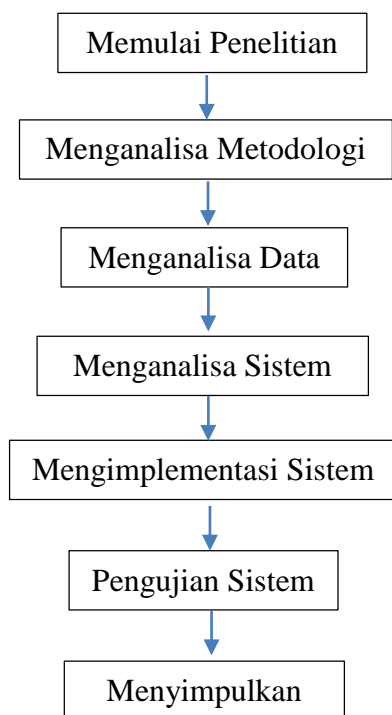 Memulai Penelitian
Menganalisa Metodologi
Menganalisa Data
Menganalisa Sistem
Mengimplementasi Sistem
Pengujian Sistem
Menyimpulkan